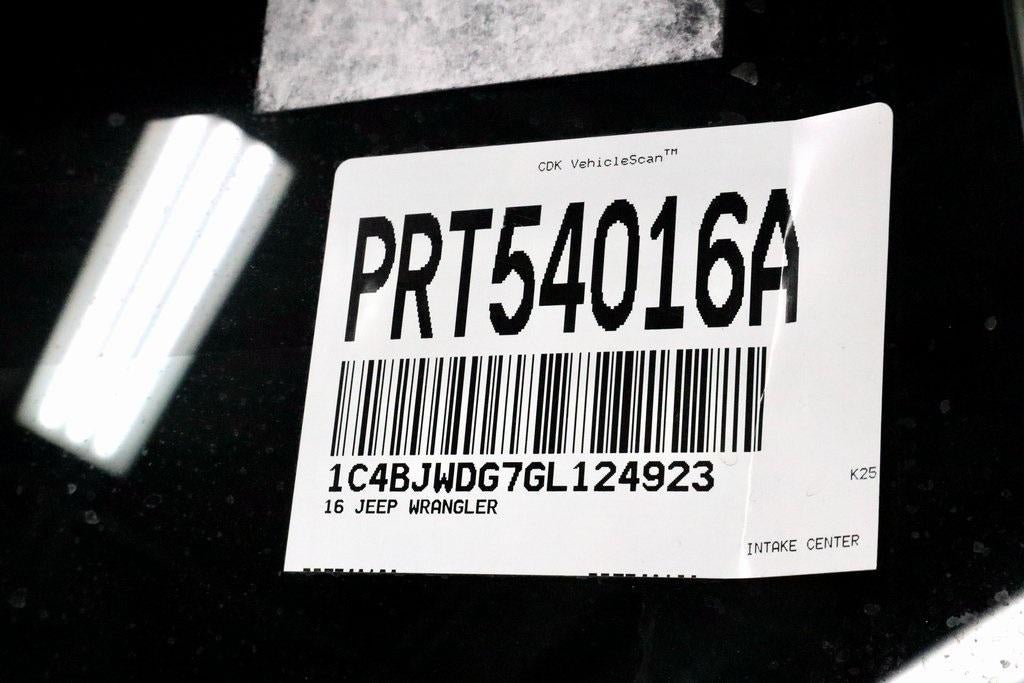 CDK VehicleScan™
PRT54016A
1C4BJWDG7GL124923
16 JEEP WRANGLER
K25
INTAKE CENTER